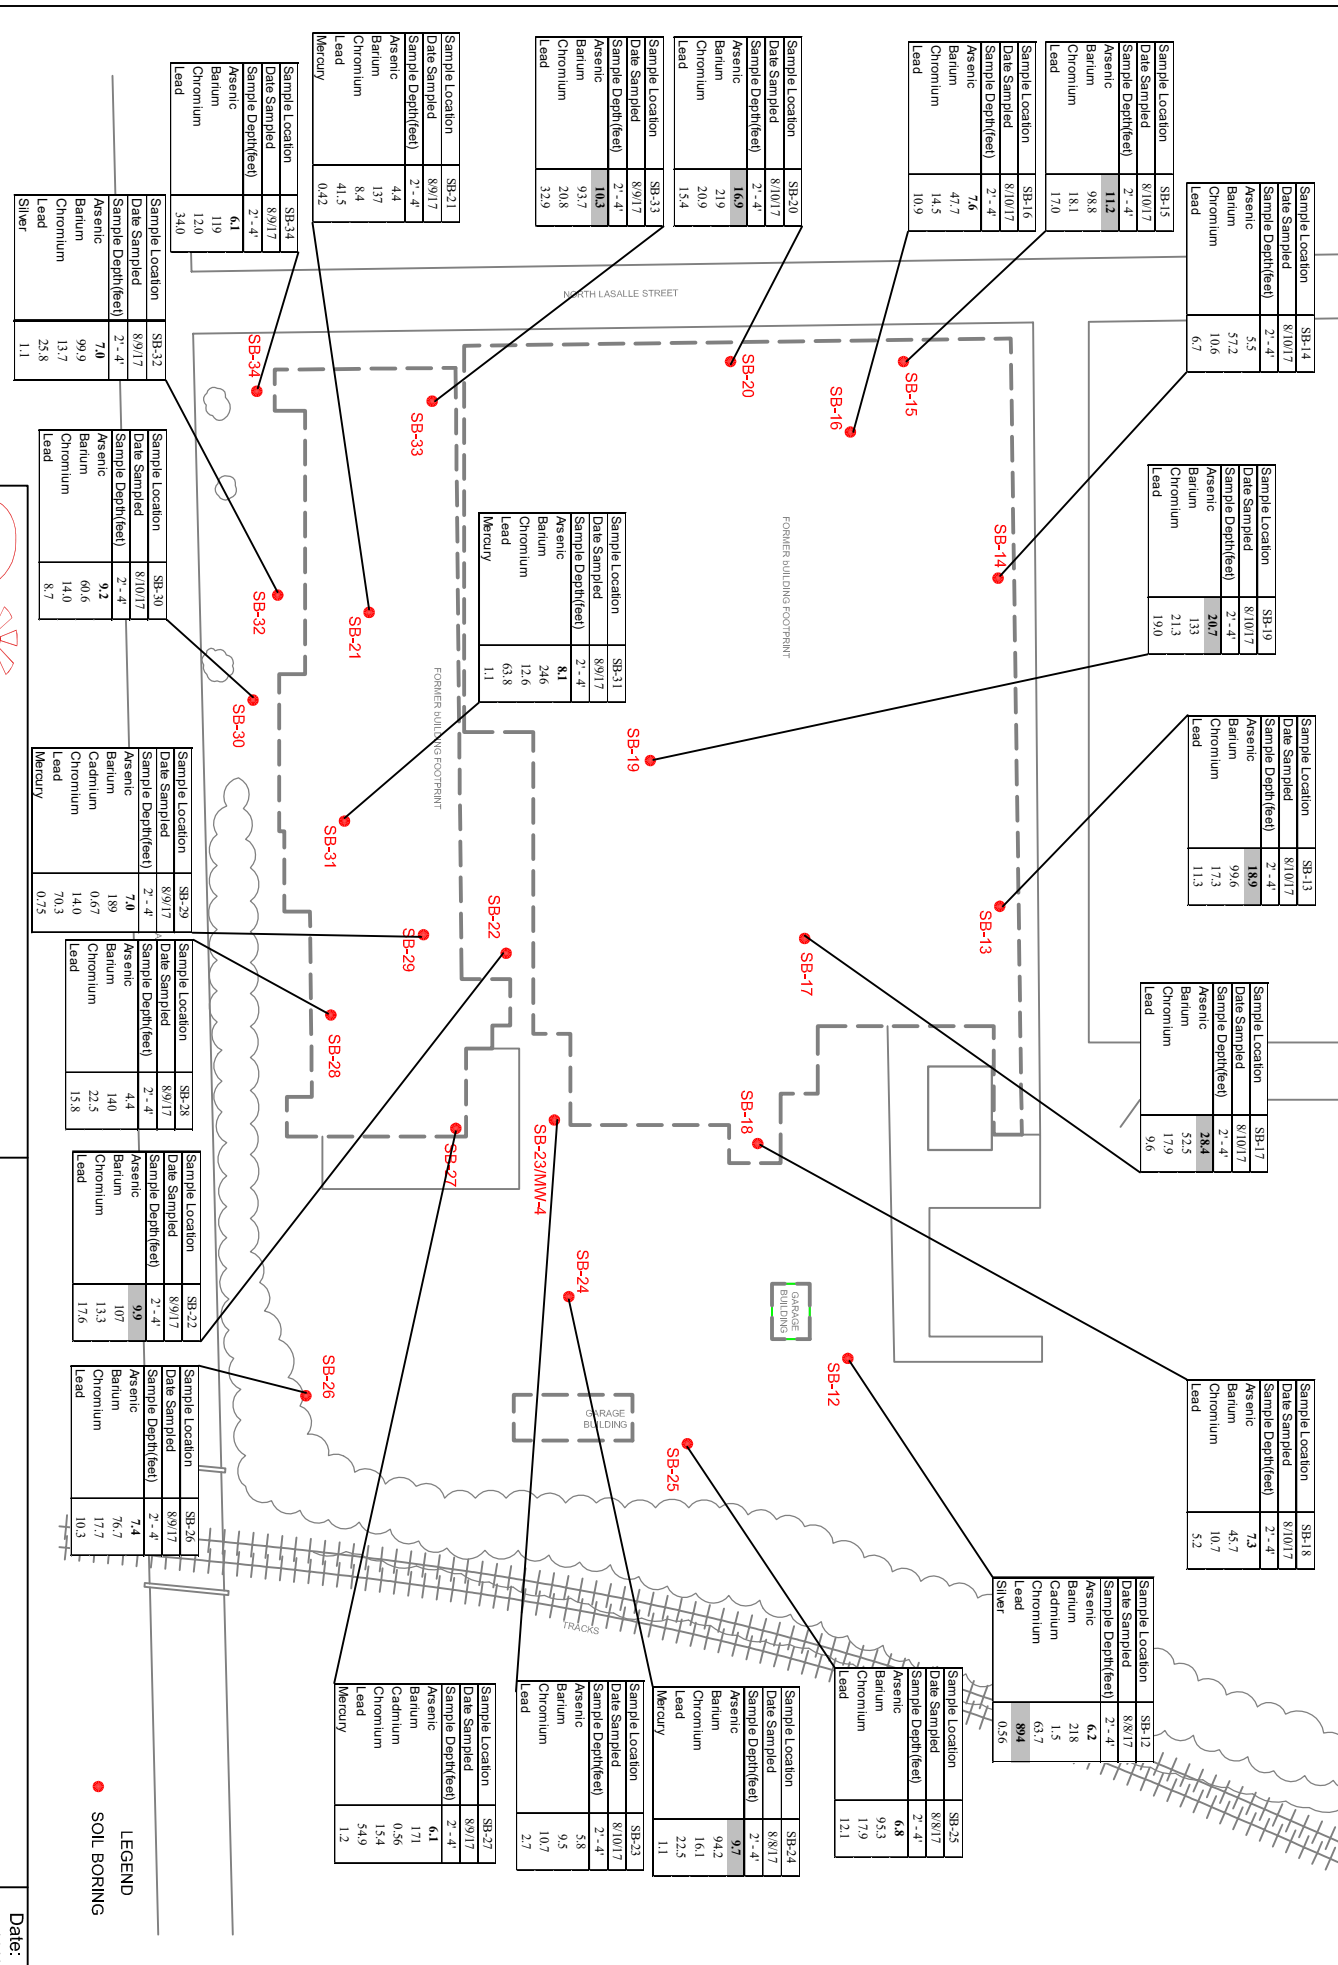 Sample Location SB-15
Date Sampled 8/10/17
Sample Depth(feet) 2' - 4'
Arsenic 11.2
Barium 98.8
Chromium 18.1
Lead 17.0
Sample Location SB-16
Date Sampled 8/10/17
Sample Depth(feet) 2' - 4'
Arsenic 7.6
Barium 47.7
Chromium 14.5
Lead 10.9
Sample Location SB-20
Date Sampled 8/10/17
Sample Depth(feet) 2' - 4'
Arsenic 16.9
Barium 219
Chromium 20.9
Lead 15.4
Sample Location SB-33
Date Sampled 8/9/17
Sample Depth(feet) 2' - 4'
Arsenic 10.3
Barium 93.7
Chromium 20.8
Lead 32.9
Sample Location SB-21
Date Sampled 8/9/17
Sample Depth(feet) 2' - 4'
Arsenic 4.4
Barium 137
Chromium 8.4
Lead 41.5
Mercury 0.42
Sample Location SB-34
Date Sampled 8/9/17
Sample Depth(feet) 2' - 4'
Arsenic 6.1
Barium 119
Chromium 12.0
Lead 34.0
Sample Location SB-14
Date Sampled 8/10/17
Sample Depth(feet) 2' - 4'
Arsenic 5.5
Barium 57.2
Chromium 10.6
Lead 6.7
Sample Location SB-32
Date Sampled 8/9/17
Sample Depth(feet) 2' - 4'
Arsenic 7.0
Barium 99.9
Chromium 13.7
Lead 25.8
Silver 1.1
NORTH LASALLE STREET
SB-15
SB-16
SB-20
SB-33
SB-34
SB-14
FORMER bUILDING FOOTPRINT
Sample Location SB-19
Date Sampled 8/10/17
Sample Depth(feet) 2' - 4'
Arsenic 20.7
Barium 133
Chromium 21.3
Lead 19.0
Sample Location SB-31
Date Sampled 8/9/17
Sample Depth(feet) 2' - 4'
Arsenic 8.1
Barium 246
Chromium 12.6
Lead 63.8
Mercury 1.1
Sample Location SB-30
Date Sampled 8/10/17
Sample Depth(feet) 2' - 4'
Arsenic 9.2
Barium 60.6
Chromium 14.0
Lead 8.7
SB-21
SB-32
FORMER bUILDING FOOTPRINT
SB-30
SB-19
SB-31
Sample Location SB-13
Date Sampled 8/10/17
Sample Depth(feet) 2' - 4'
Arsenic 18.9
Barium 99.6
Chromium 17.3
Lead 11.3
Sample Location SB-29
Date Sampled 8/9/17
Sample Depth(feet) 2' - 4'
Arsenic 7.0
Barium 189
Cadmium 0.67
Chromium 14.0
Lead 70.3
Mercury 0.75
SB-13
SB-17
SB-22
SB-29
SB-28
Sample Location SB-17
Date Sampled 8/10/17
Sample Depth(feet) 2' - 4'
Arsenic 28.4
Barium 52.5
Chromium 17.9
Lead 9.6
Sample Location SB-28
Date Sampled 8/9/17
Sample Depth(feet) 2' - 4'
Arsenic 4.4
Barium 140
Chromium 22.5
Lead 15.8
SB-18
SB-23/MW-4
SB-27
Sample Location SB-22
Date Sampled 8/9/17
Sample Depth(feet) 2' - 4'
Arsenic 9.9
Barium 107
Chromium 13.3
Lead 17.6
SB-24
GARAGE
BUILDING
SB-12
SB-26
GARAGE
BUILDING
SB-25
Sample Location SB-18
Date Sampled 8/10/17
Sample Depth(feet) 2' - 4'
Arsenic 7.3
Barium 45.7
Chromium 10.7
Lead 5.2
Sample Location SB-26
Date Sampled 8/9/17
Sample Depth(feet) 2' - 4'
Arsenic 7.4
Barium 76.7
Chromium 17.7
Lead 10.3
TRACKS
Sample Location SB-12
Date Sampled 8/8/17
Sample Depth(feet) 2' - 4'
Arsenic 6.2
Barium 218
Cadmium 1.5
Chromium 63.7
Lead 894
Silver 0.56
Sample Location SB-25
Date Sampled 8/8/17
Sample Depth(feet) 2' - 4'
Arsenic 6.8
Barium 95.3
Chromium 17.9
Lead 12.1
Sample Location SB-24
Date Sampled 8/8/17
Sample Depth(feet) 2' - 4'
Arsenic 9.7
Barium 94.2
Chromium 16.1
Lead 22.5
Mercury 1.1
Sample Location SB-23
Date Sampled 8/10/17
Sample Depth(feet) 2' - 4'
Arsenic 5.8
Barium 9.5
Chromium 10.7
Lead 2.7
Sample Location SB-27
Date Sampled 8/9/17
Sample Depth(feet) 2' - 4'
Arsenic 6.1
Barium 171
Cadmium 0.56
Chromium 15.4
Lead 54.9
Mercury 1.2
LEGEND
SOIL BORING
Date: